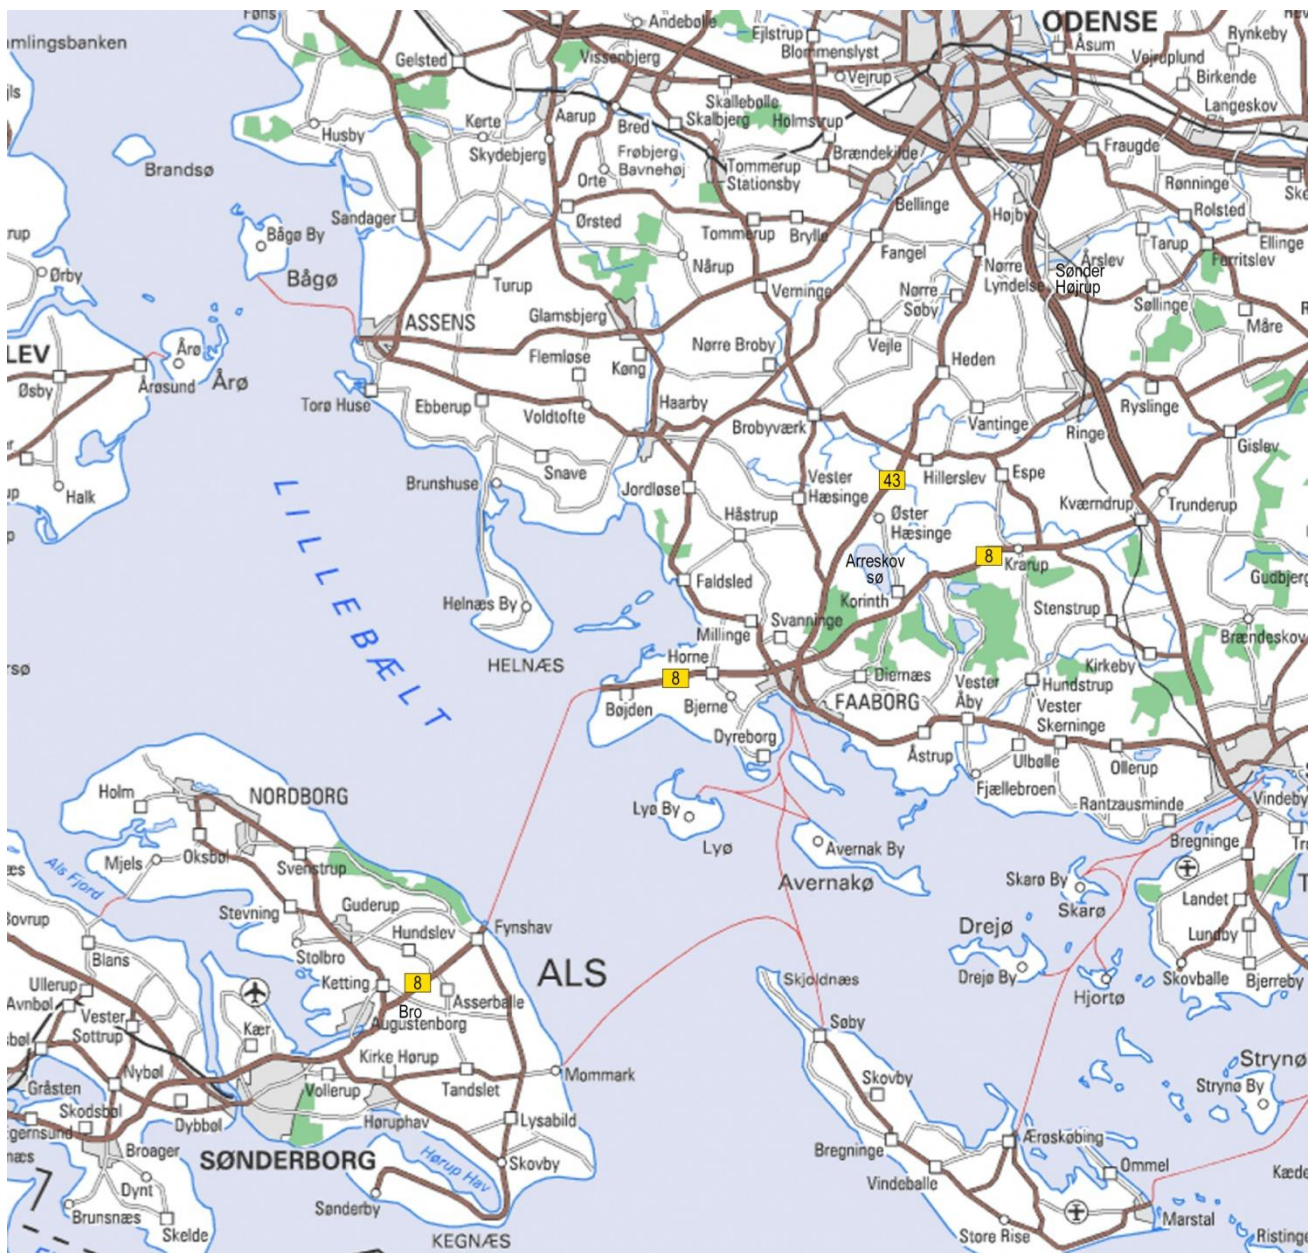 Føns
Andebølle
Ejlstrup
ODENSE
Åsum
Rynkeby
mlingsbanken
Gelsted
Vissenbjerg
Blommenslyst
Vejruplund
Vejrup
Birkende
Skallebølle
Langeskov
Husby
Kerte
Aarup
Bred
Skalbjerg
Holmstrup
Skydebjerg
Frøbjerg
Bavnehøj
Brændekilde
Fraugde
Brandsø
Tommerup
Stationsby
Orte
Rønninge
Ske
Sandager
Ørsted
Bellinge
Højby
Rolsted
rup
Bågø By
Tommerup
Brylle
Fangel
Tarup
Ellinge
Ørby
Bågø
Turup
Nårup
Nørre
Lyndelse
Årslev
Sønder
Højrup
Ferritslev
Verninge
Nørre
Søby
Søllinge
Glamsbjerg
ASSENS
Måre
LEV
Årø
Flemløse
Køng
Nørre Broby
Vejle
Heden
Øsby
Årøsund
Årø
Torø Huse
Ebberup
Voldtofte
Haarby
Brobyværk
Vantinge
Ryslinge
Ringe
Gislev
Snave
Halk
Brunshuse
Jordløse
Vester
Hæsinge
43
Hillerslev
Espe
LILLEBÆLT
Håstrup
Øster
Hæsinge
Kværndrup
Trunderup
8
Arreskov
sø
Krarup
Faldsled
Korinth
Gudbjerg
Helnæs By
Millinge
Svanninge
Stenstrup
Brændeskov
ersø
HELNÆS
Horne
8
Diernæs
Kirkeby
Bøjden
Bjerne
FAABORG
Vester
Åby
Hundstrup
Vester
Skerninge
Dyreborg
Åstrup
Ulbølle
Ollerup
Fjællebroen
Holm
NORDBORG
Lyø By
Rantzausminde
Vindeby
Lyø
Avernak By
Bregninge
Mjels
Oksbøl
Svenstrup
Als Fjord
Avernakø
Skarø By
Skarø
Landet
Stevning
Guderup
Bovrup
Hundslev
Fynshav
Drejø
Lundby
Blans
Stolbro
Drejø By
Ullerup
Ketting
8
ALS
Skjoldnæs
Hjortø
Skovballe
Bjerreby
Avnbøl
Asserballe
Vester
Sottrup
Bro
Augustenborg
Søby
Kær
Kirke Hørup
Nybøl
Mommark
Strynø
Gråsten
Vollerup
Tandslet
Skovby
Strynø By
Skodsbøl
Dybbøl
Høruphav
Lysabild
Broager
Bregninge
Ærøskøbing
SØNDERBORG
Hørup Hav
Skovby
Vindeballe
Ommel
Dynt
Sønderby
Brunsnæs
Skelde
KEGNÆS
Store Rise
Marstal